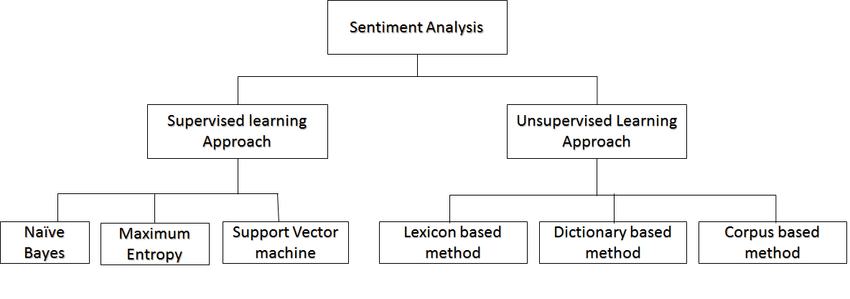 Sentiment Analysis
Supervised learning
Approach
Unsupervised Learning
Approach
Naïve
Bayes
Maximum
Entropy
Support Vector
machine
Lexicon based
method
Dictionary based
method
Corpus based
method